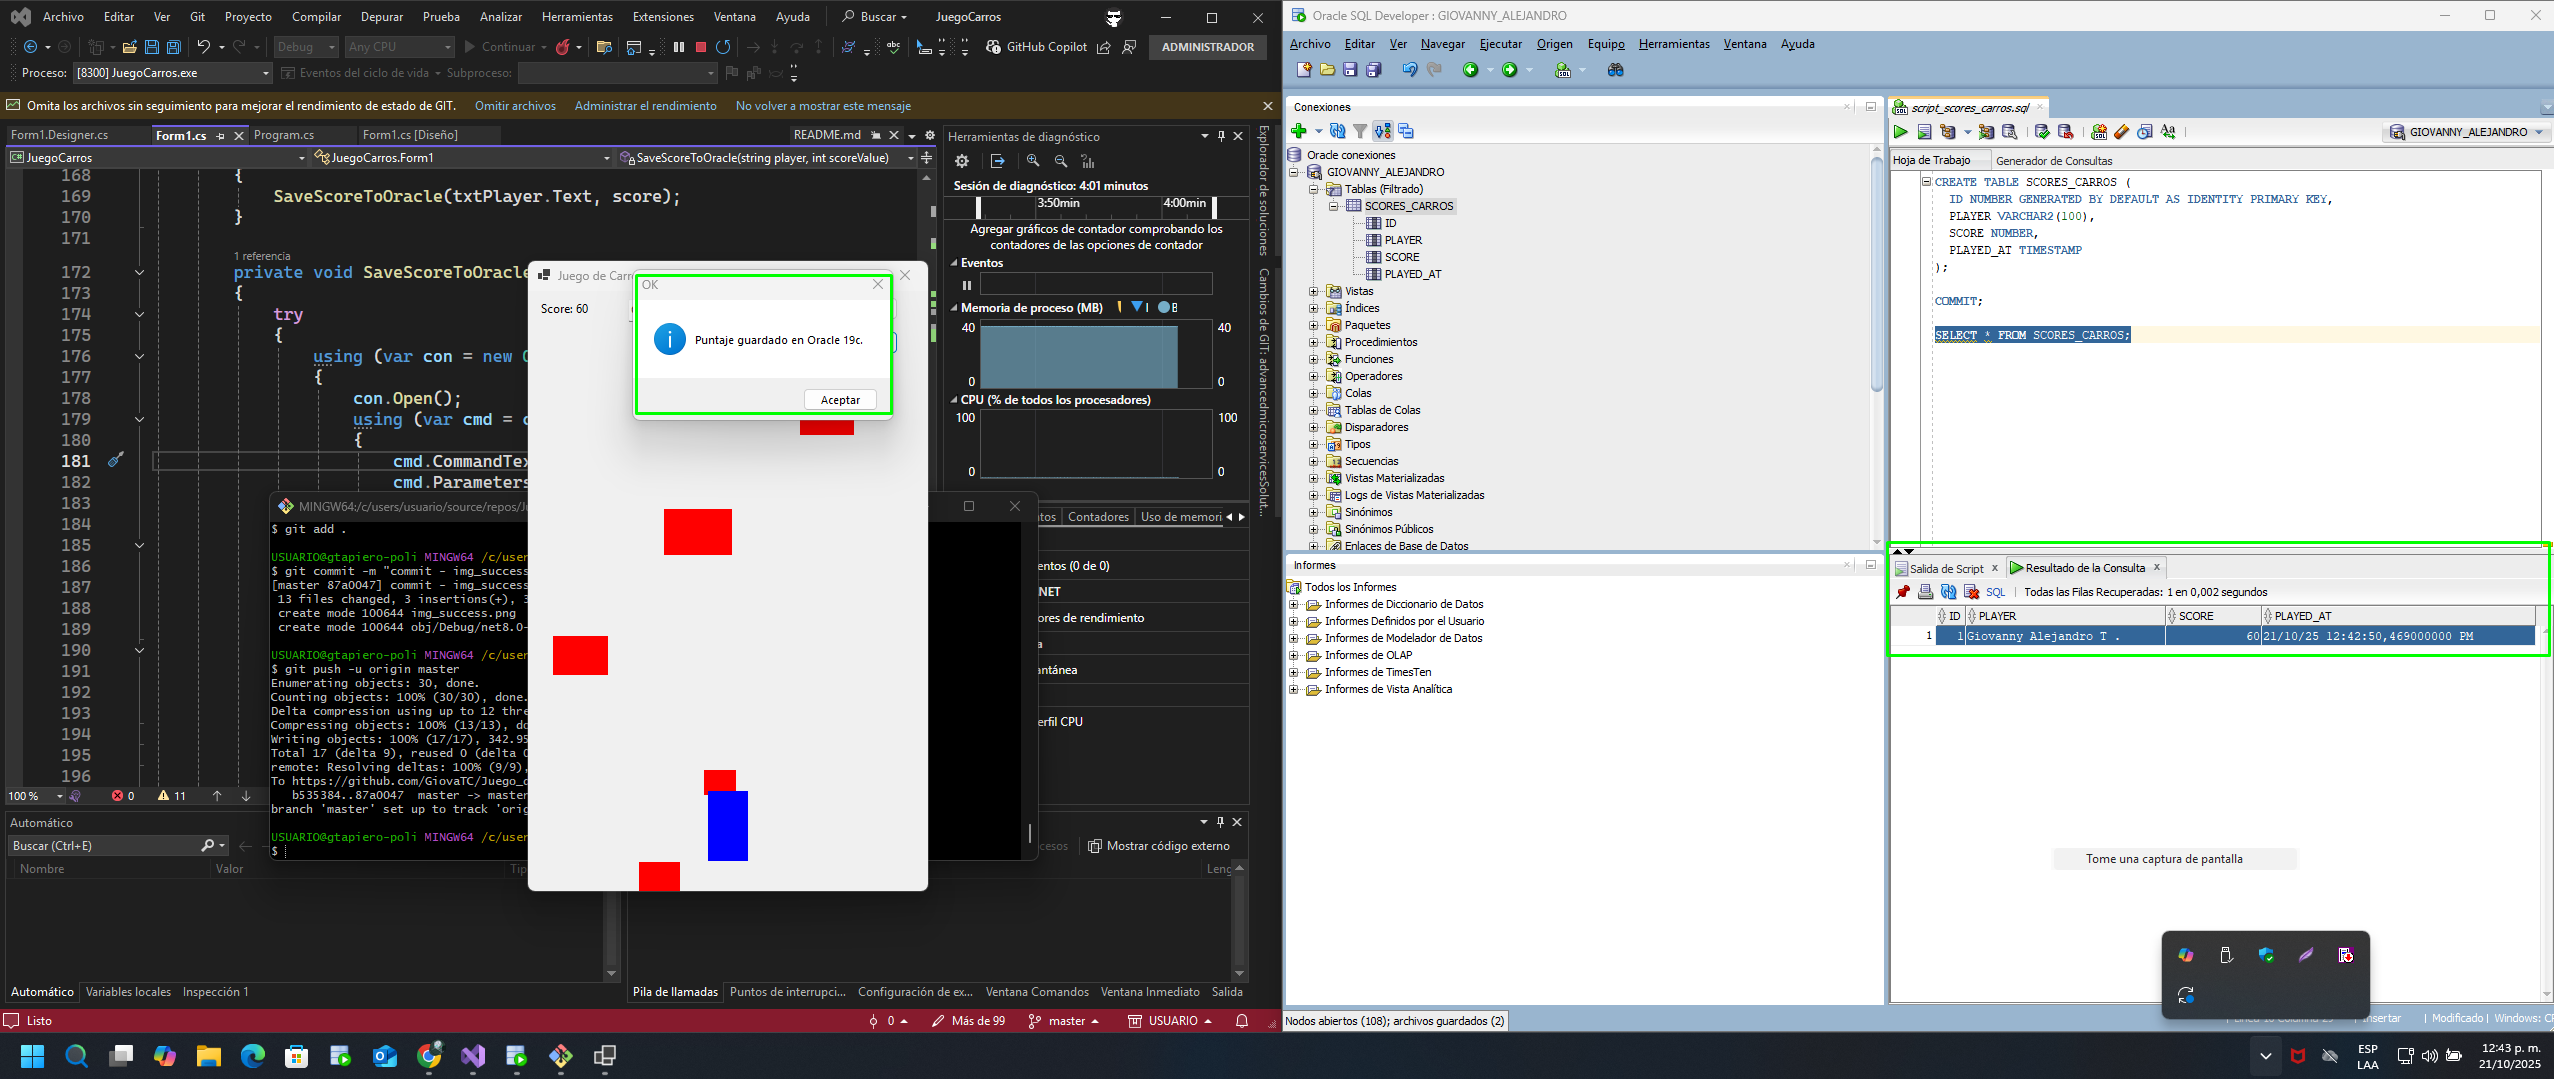 Archivo Editar Ver Git Proyecto Compilar Depurar Prueba Analizar Herramientas Extensiones Ventana Ayuda Buscar JuegoCarros
Debug Any CPU Continuar GitHub Copilot ADMINISTRADOR
Proceso: [8300] JuegoCarros.exe Eventos del ciclo de vida Subproceso:
Omita los archivos sin seguimiento para mejorar el rendimiento de estado de GIT. Omitir archivos Administrar el rendimiento No volver a mostrar este mensaje
Form1.Designer.cs Form1.cs Program.cs Form1.cs [Diseño] README.md
JuegoCarros JuegoCarros.Form1 SaveScoreToOracle(string player, int scoreValue)
168 {
169 SaveScoreToOracle(txtPlayer.Text, score);
170 }
171
1 referencia
172 private void SaveScoreToOracle
173 {
174 try
175 {
176 using (var con = new
177 {
178 con.Open();
179 using (var cmd =
180 {
181 cmd.CommandTex
182 cmd.Parameters
183
184
185
186
187
188
189
190
191
192
193
194
195
196
100 % 0 11
Juego de Carr
Score: 60
OK
Puntaje guardado en Oracle 19c.
Aceptar
MINGW64:/c/users/usuario/source/repos/Ju
$ git add .
USUARIO@gtapiero-poli MINGW64 /c/user
$ git commit -m "commit - img_success
[master 87a0047] commit - img_success
13 files changed, 3 insertions(+), 3
create mode 100644 img_success.png
create mode 100644 obj/Debug/net8.0-
USUARIO@gtapiero-poli MINGW64 /c/user
$ git push -u origin master
Enumerating objects: 30, done.
Counting objects: 100% (30/30), done.
Delta compression using up to 12 thre
Compressing objects: 100% (13/13), do
Writing objects: 100% (17/17), 342.95
Total 17 (delta 9), reused 0 (delta 0
remote: Resolving deltas: 100% (9/9),
To https://github.com/GiovaTC/Juego_d
b535384..87a0047 master -> master
branch 'master' set up to track 'orig
USUARIO@gtapiero-poli MINGW64 /c/user
$
Herramientas de diagnóstico
Sesión de diagnóstico: 4:01 minutos
3:50min 4:00min
Agregar gráficos de contador comprobando los
contadores de las opciones de contador
Eventos
Memoria de proceso (MB) I B
40 40
0 0
CPU (% de todos los procesadores)
100 100
0 0
tos Contadores Uso de memori
entos (0 de 0)
NET
ores de rendimiento
a
antánea
erfil CPU
Explorador de soluciones
Cambios de GIT: advancedmicroservicesSolut...
Automático
Buscar (Ctrl+E)
Nombre Valor Tip
cesos Mostrar código externo
Leng
Automático Variables locales Inspección 1
Pila de llamadas Puntos de interrupci... Configuración de ex... Ventana Comandos Ventana Inmediato Salida
Listo 0 Más de 99 master USUARIO
Oracle SQL Developer : GIOVANNY_ALEJANDRO
Archivo Editar Ver Navegar Ejecutar Origen Equipo Herramientas Ventana Ayuda
Conexiones
Oracle conexiones
GIOVANNY_ALEJANDRO
Tablas (Filtrado)
SCORES_CARROS
ID
PLAYER
SCORE
PLAYED_AT
Vistas
Índices
Paquetes
Procedimientos
Funciones
Operadores
Colas
Tablas de Colas
Disparadores
Tipos
Secuencias
Vistas Materializadas
Logs de Vistas Materializadas
Sinónimos
Sinónimos Públicos
Enlaces de Base de Datos
Informes
Todos los Informes
Informes de Diccionario de Datos
Informes Definidos por el Usuario
Informes de Modelador de Datos
Informes de OLAP
Informes de TimesTen
Informes de Vista Analítica
script_scores_carros.sql
GIOVANNY_ALEJANDRO
Hoja de Trabajo Generador de Consultas
CREATE TABLE SCORES_CARROS (
ID NUMBER GENERATED BY DEFAULT AS IDENTITY PRIMARY KEY,
PLAYER VARCHAR2(100),
SCORE NUMBER,
PLAYED_AT TIMESTAMP
);
COMMIT;
SELECT * FROM SCORES_CARROS;
Salida de Script Resultado de la Consulta
SQL Todas las Filas Recuperadas: 1 en 0,002 segundos
ID PLAYER SCORE PLAYED_AT
1 1 Giovanny Alejandro T . 60 21/10/25 12:42:50,469000000 PM
Tome una captura de pantalla
Nodos abiertos (108); archivos guardados (2)
Insertar Modificado Windows: CR
ESP
LAA
12:43 p. m.
21/10/2025